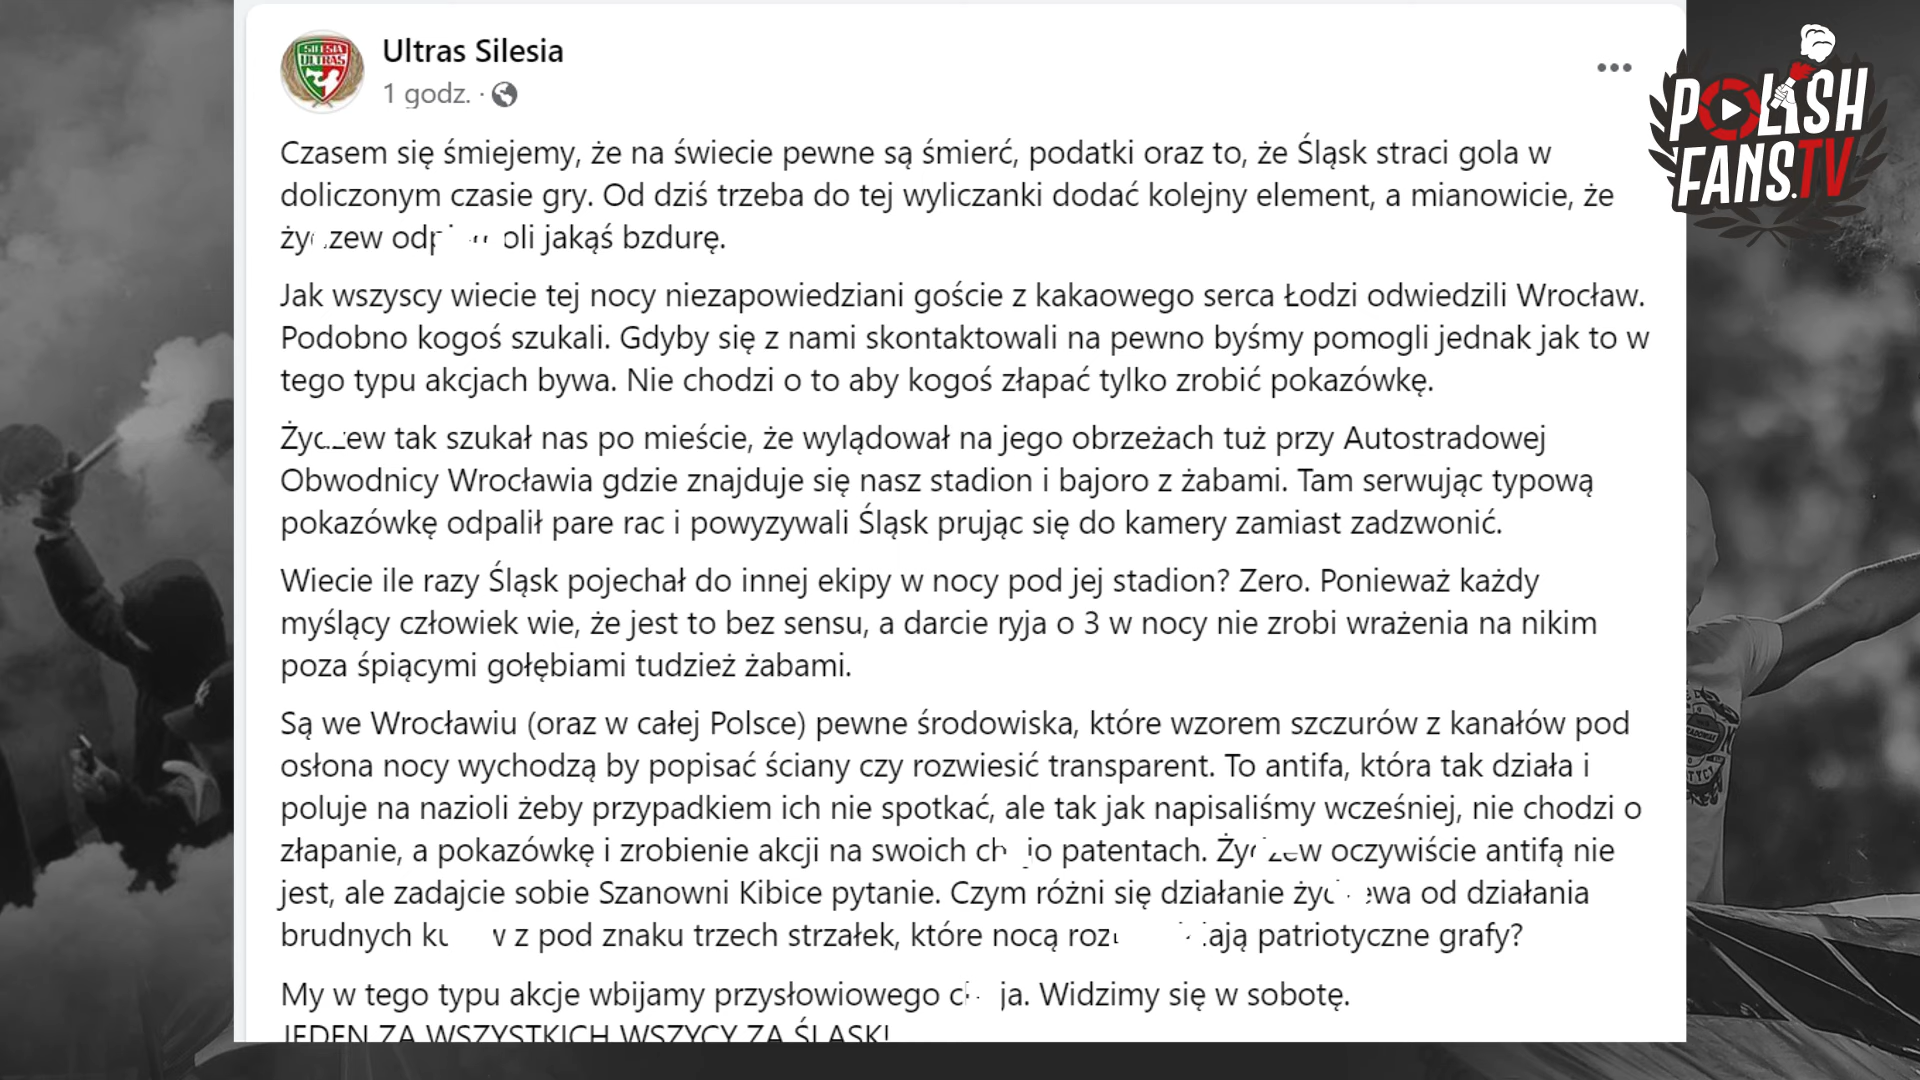 SILESIA
ULTRAS
Ultras Silesia
1 godz. ·
POLISH
FANS.TV
Czasem się śmiejemy, że na świecie pewne są śmierć, podatki oraz to, że Śląsk straci gola w
doliczonym czasie gry. Od dziś trzeba do tej wyliczanki dodać kolejny element, a mianowicie, że
jakąś bzdurę.
Jak wszyscy wiecie tej nocy niezapowiedziani goście z kakaowego serca Łodzi odwiedzili Wrocław.
Podobno kogoś szukali. Gdyby się z nami skontaktowali na pewno byśmy pomogli jednak jak to w
tego typu akcjach bywa. Nie chodzi o to aby kogoś złapać tylko zrobić pokazówkę.
tak szukał nas po mieście, że wylądował na jego obrzeżach tuż przy Autostradowej
Obwodnicy Wrocławia gdzie znajduje się nasz stadion i bajoro z żabami. Tam serwując typową
pokazówkę odpalił pare rac i powyzywali Śląsk prując się do kamery zamiast zadzwonić.
Wiecie ile razy Śląsk pojechał do innej ekipy w nocy pod jej stadion? Zero. Ponieważ każdy
myślący człowiek wie, że jest to bez sensu, a darcie ryja o 3 w nocy nie zrobi wrażenia na nikim
poza śpiącymi gołębiami tudzież żabami.
Są we Wrocławiu (oraz w całej Polsce) pewne środowiska, które wzorem szczurów z kanałów pod
osłona nocy wychodzą by popisać ściany czy rozwiesić transparent. To antifa, która tak działa i
poluje na nazioli żeby przypadkiem ich nie spotkać, ale tak jak napisaliśmy wcześniej, nie chodzi o
złapanie, a pokazówkę i zrobienie akcji na swoich patentach. oczywiście antifą nie
jest, ale zadajcie sobie Szanowni Kibice pytanie. Czym różni się działanie od działania
brudnych z pod znaku trzech strzałek, które nocą patriotyczne grafy?
My w tego typu akcje wbijamy przysłowiowego Widzimy się w sobotę.
JEDEN ZA WSZYSTKICH WSZYCY ZA ŚLĄSK!